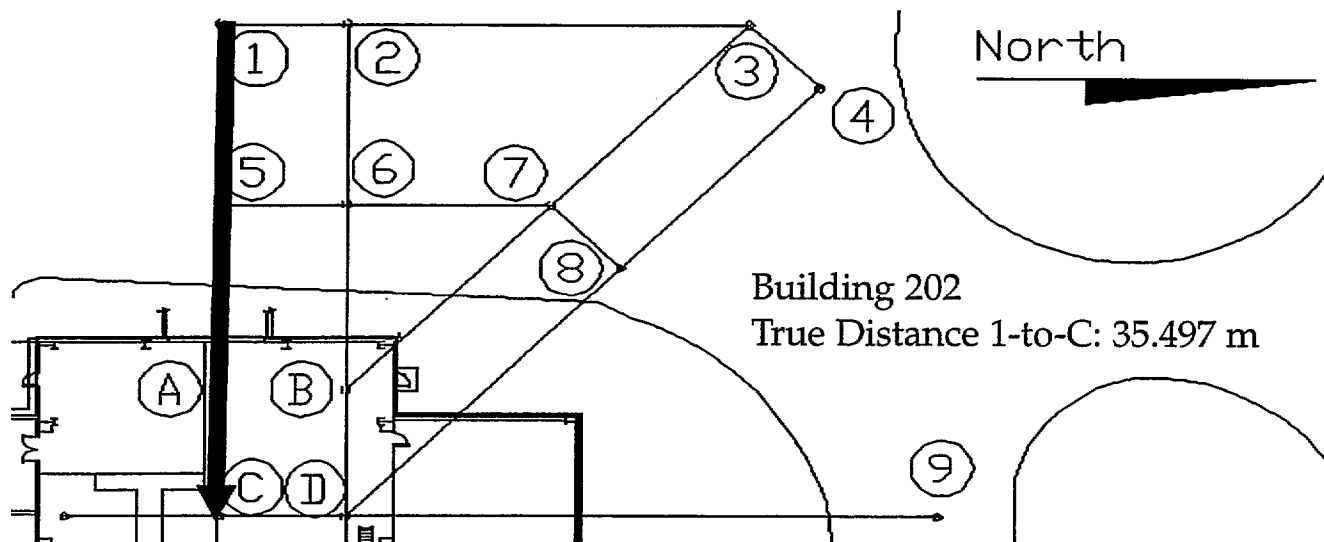 North
1 2 3
4
5 6 7
8
Building 202
True Distance 1-to-C: 35.497 m
A B
C D 9